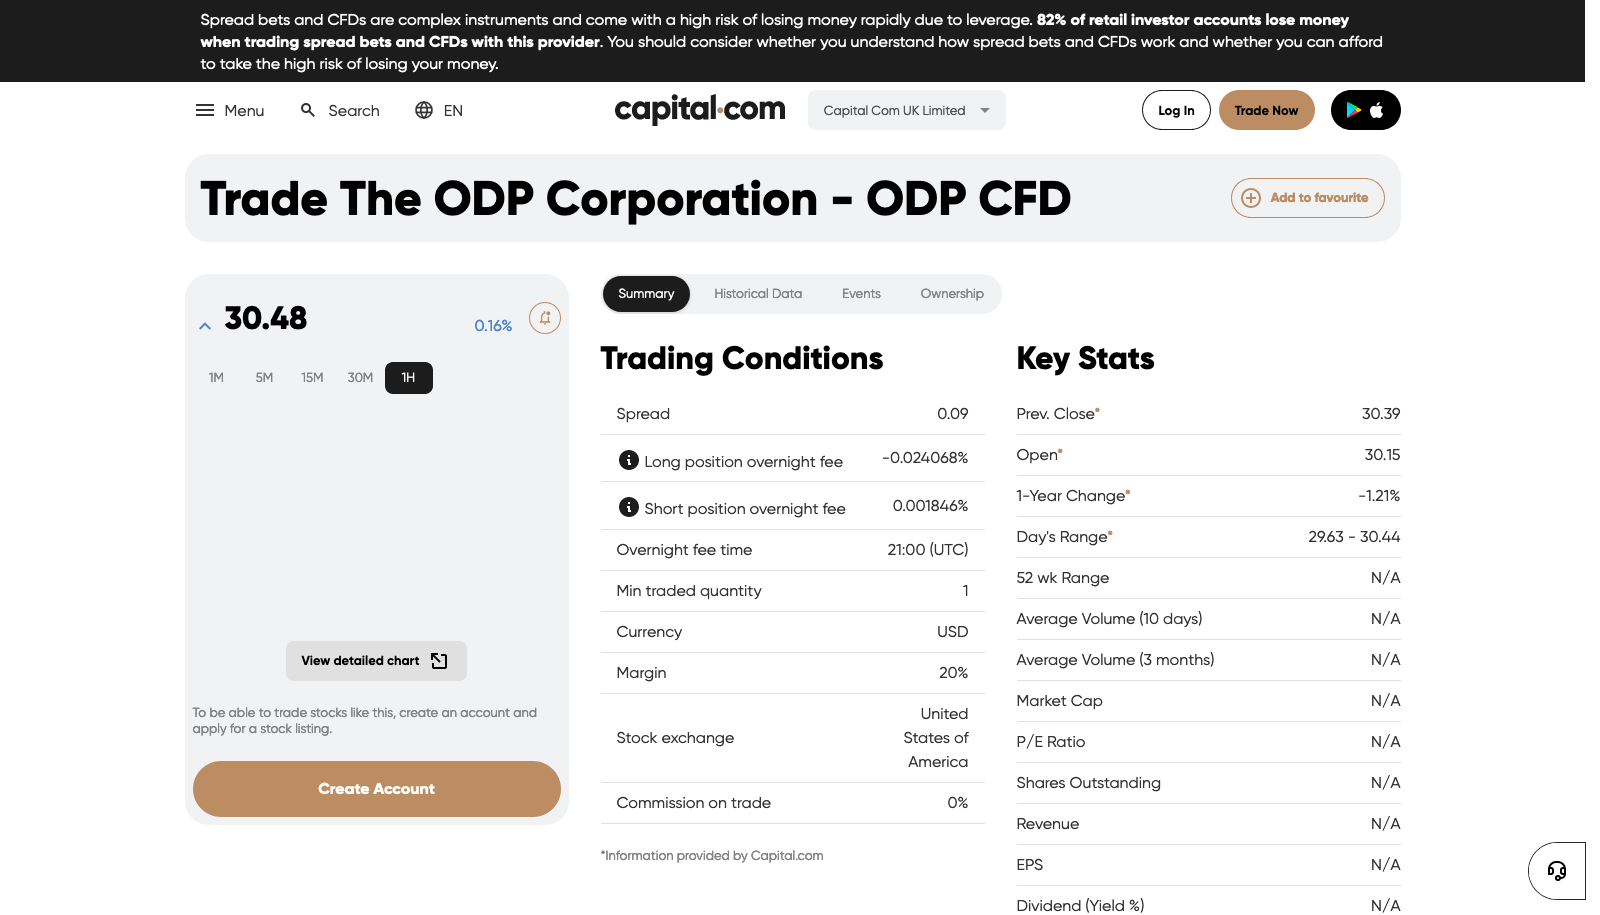 Spread bets and CFDs are complex instruments and come with a high risk of losing money rapidly due to leverage. 82% of retail investor accounts lose money
when trading spread bets and CFDs with this provider. You should consider whether you understand how spread bets and CFDs work and whether you can afford
to take the high risk of losing your money.
Menu
Search
EN
capital.com
Capital Com UK Limited
Log In
Trade Now
Trade The ODP Corporation - ODP CFD
Add to favourite
30.48
0.16%
1M 5M 15M 30M 1H
View detailed chart
To be able to trade stocks like this, create an account and
apply for a stock listing.
Create Account
Summary Historical Data Events Ownership
Trading Conditions
Spread 0.09
Long position overnight fee -0.024068%
Short position overnight fee 0.001846%
Overnight fee time 21:00 (UTC)
Min traded quantity 1
Currency USD
Margin 20%
Stock exchange United
States of
America
Commission on trade 0%
*Information provided by Capital.com
Key Stats
Prev. Close* 30.39
Open* 30.15
1-Year Change* -1.21%
Day's Range* 29.63 - 30.44
52 wk Range N/A
Average Volume (10 days) N/A
Average Volume (3 months) N/A
Market Cap N/A
P/E Ratio N/A
Shares Outstanding N/A
Revenue N/A
EPS N/A
Dividend (Yield %) N/A